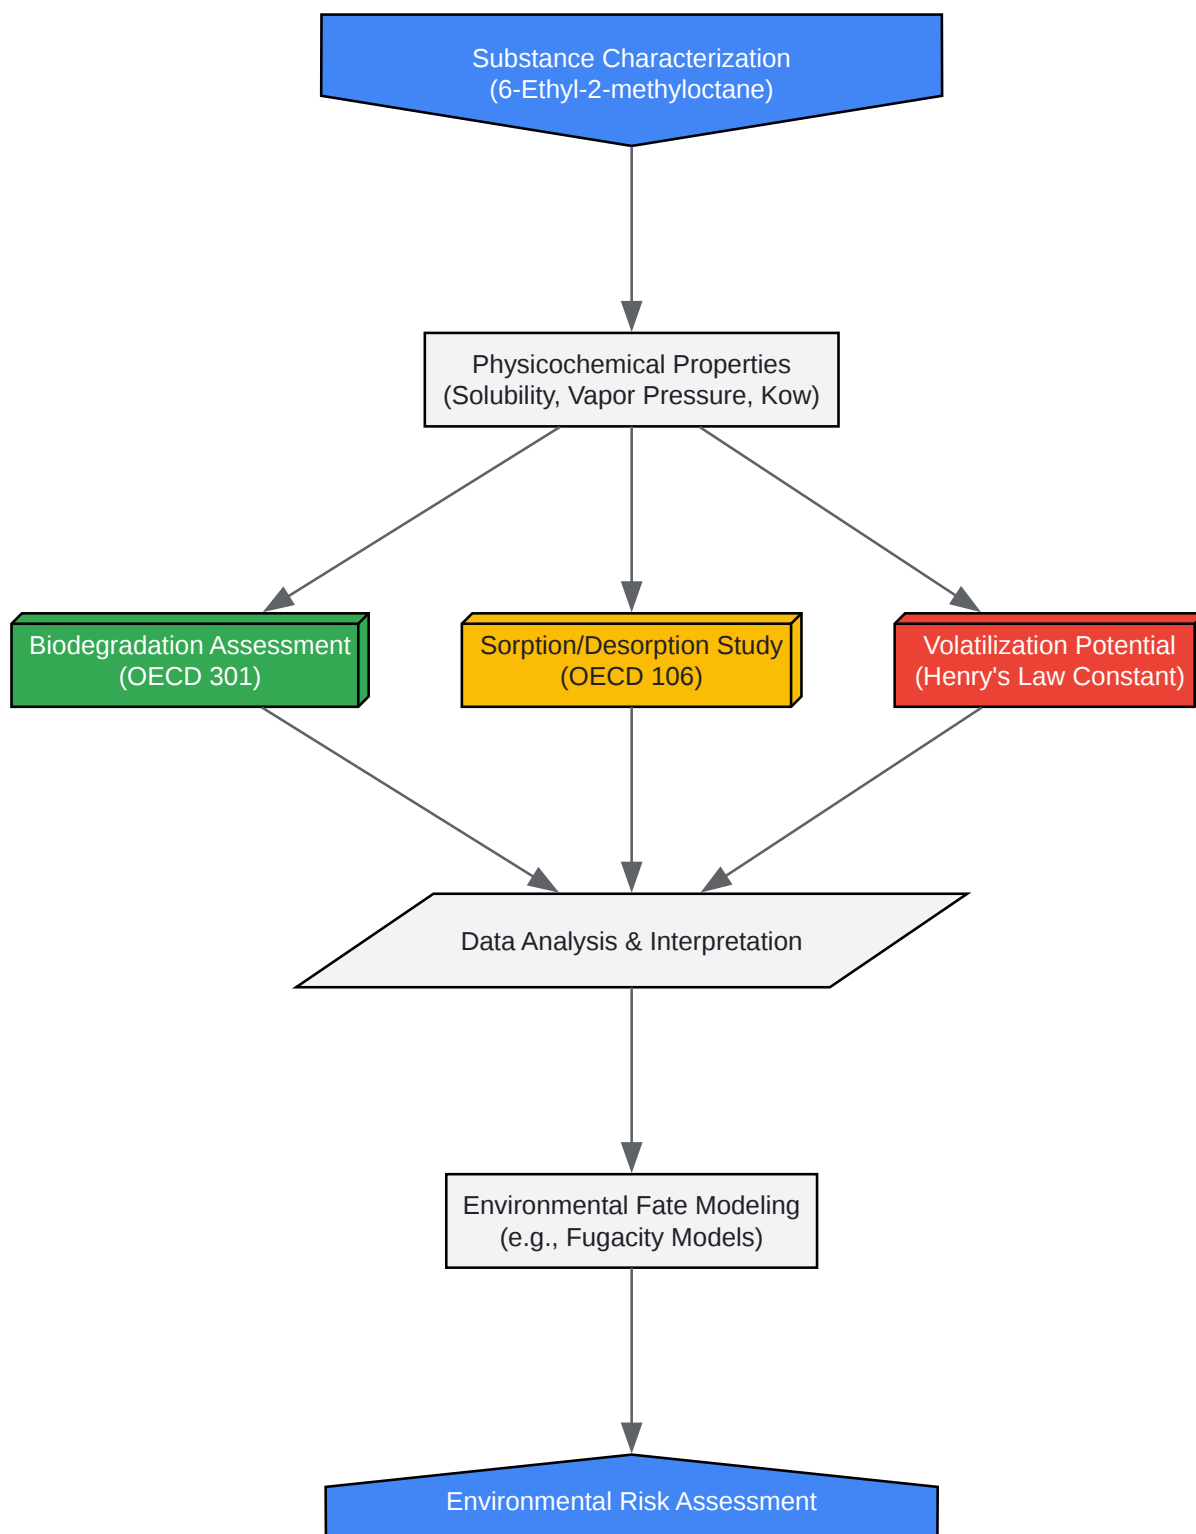 Substance Characterization
(6-Ethyl-2-methyloctane)
Physicochemical Properties
(Solubility, Vapor Pressure, Kow)
Biodegradation Assessment
(OECD 301)
Sorption/Desorption Study
(OECD 106)
Volatilization Potential
(Henry's Law Constant)
Data Analysis & Interpretation
Environmental Fate Modeling
(e.g., Fugacity Models)
Environmental Risk Assessment